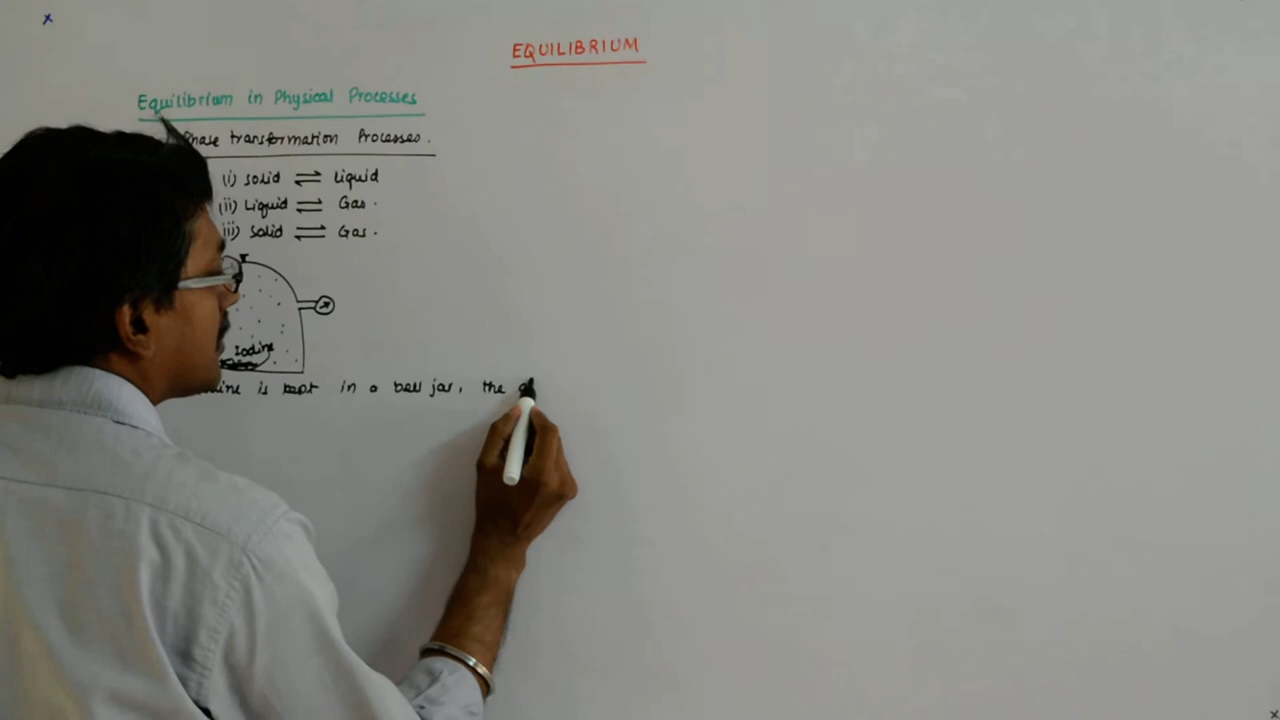 EQUILIBRIUM
Equilibrium in Physical Processes
Phase transformation Processes.
(i) Solid ⇌ Liquid
(ii) Liquid ⇌ Gas.
(iii) Solid ⇌ Gas.
Iodine
is kept in a bell jar, the